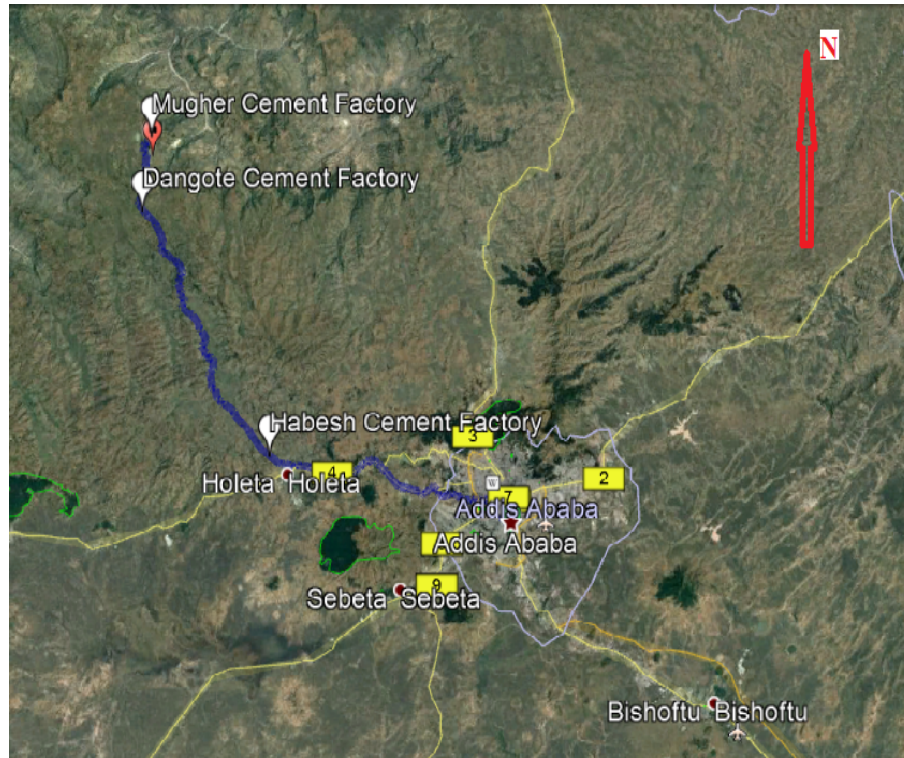 N
Mugher Cement Factory
Dangote Cement Factory
Habesh Cement Factory
3
4
Holeta Holeta
2
W
7
Addis Ababa
Addis Ababa
9
Sebeta Sebeta
Bishoftu Bishoftu